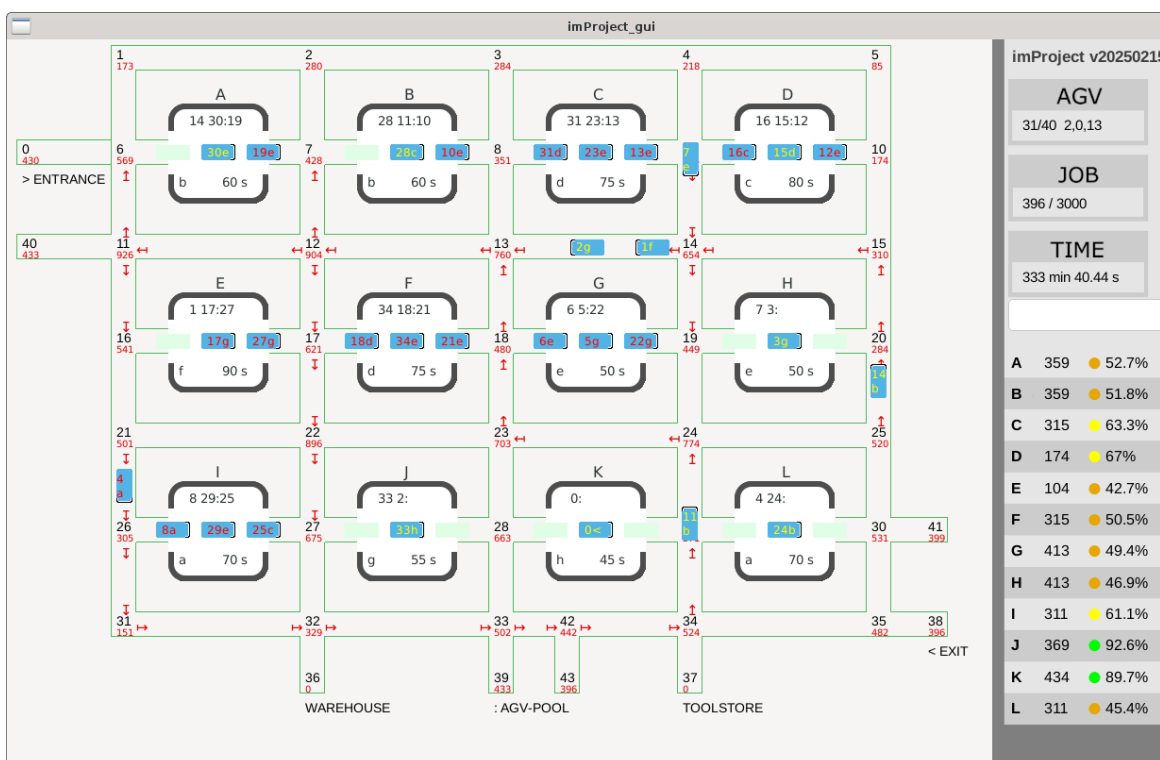 imProject_gui
1 2 3 4 5
173 280 284 218 85
A B C D
14 30:19 28 11:10 31 23:13 16 15:12
0 6 30e 19e 7 28c 10e 8 31d 23e 13e 7e 16c 15d 12e 10
430 569 428 351 174
> ENTRANCE
b 60 s b 60 s d 75 s c 80 s
40 11 12 13 2g 1f 14 15
433 926 904 760 654 310
E F G H
1 17:27 34 18:21 6 5:22 7 3:
16 17g 27g 17 18d 34e 21e 18 6e 5g 22g 19 3g 20
541 621 480 449 284
f 90 s d 75 s e 50 s e 50 s
14b
21 22 23 24 25
501 896 703 774 520
I J K L
4a
8 29:25 33 2: 0: 4 24:
26 8a 29e 25c 27 33h 28 0< 11b 24b 30 41
305 675 663 531 399
a 70 s g 55 s h 45 s a 70 s
31 32 33 42 34 35 38
151 329 502 442 524 482 396
< EXIT
36 39 43 37
0 433 396 0
WAREHOUSE : AGV-POOL TOOLSTORE
imProject v20250215
AGV
31/40 2,0,13
JOB
396 / 3000
TIME
333 min 40.44 s
A 359 52.7%
B 359 51.8%
C 315 63.3%
D 174 67%
E 104 42.7%
F 315 50.5%
G 413 49.4%
H 413 46.9%
I 311 61.1%
J 369 92.6%
K 434 89.7%
L 311 45.4%